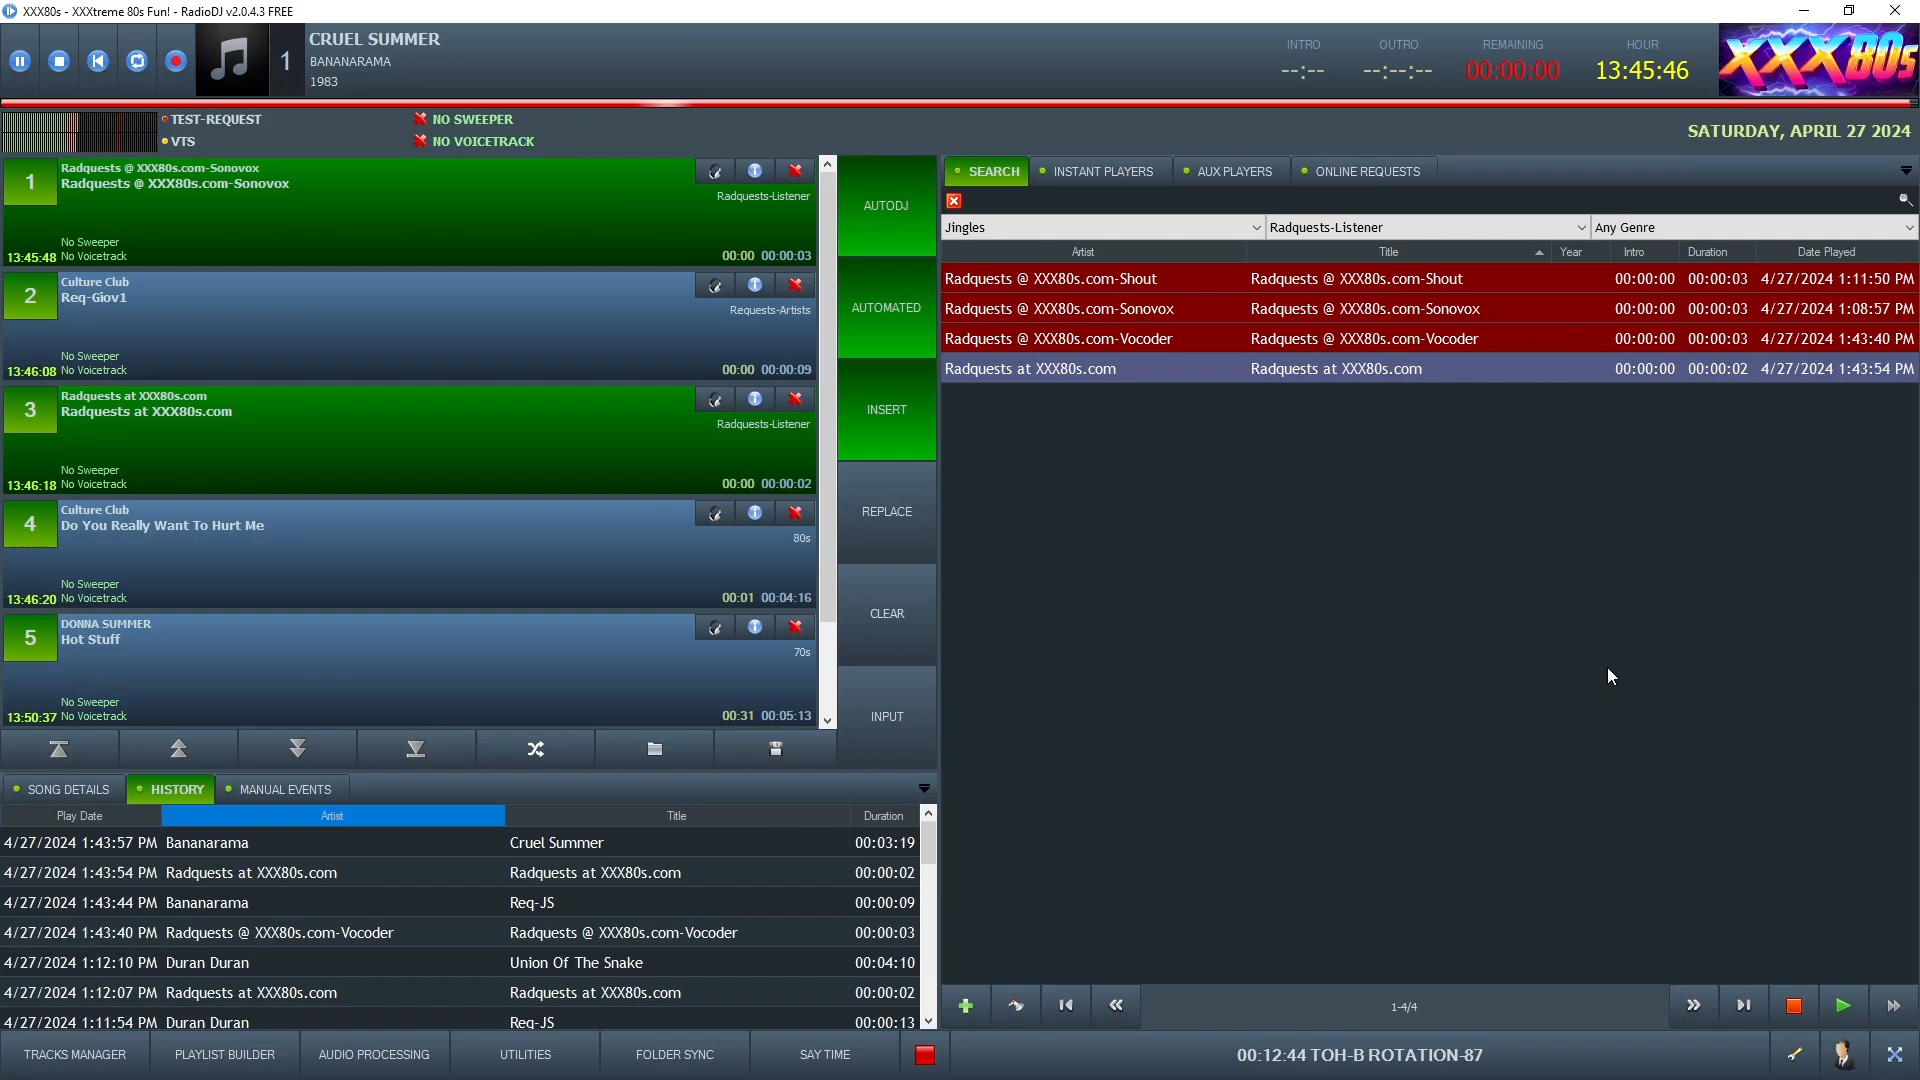 XXX80s - XXXtreme 80s Fun! - RadioDJ v2.0.4.3 FREE
1
CRUEL SUMMER
BANANARAMA
1983
INTRO
--:--
OUTRO
--:--:--
REMAINING
00:00:00
HOUR
13:45:46
XXX80s
TEST-REQUEST
VTS
NO SWEEPER
NO VOICETRACK
SATURDAY, APRIL 27 2024
1
Radquests @ XXX80s.com-Sonovox
Radquests @ XXX80s.com-Sonovox
Radquests-Listener
No Sweeper
13:45:48 No Voicetrack 00:00 00:00:03
2
Culture Club
Req-Giov1
Requests-Artists
No Sweeper
13:46:08 No Voicetrack 00:00 00:00:09
3
Radquests at XXX80s.com
Radquests at XXX80s.com
Radquests-Listener
No Sweeper
13:46:18 No Voicetrack 00:00 00:00:02
4
Culture Club
Do You Really Want To Hurt Me
80s
No Sweeper
13:46:20 No Voicetrack 00:01 00:04:16
5
DONNA SUMMER
Hot Stuff
70s
No Sweeper
13:50:37 No Voicetrack 00:31 00:05:13
AUTODJ
AUTOMATED
INSERT
REPLACE
CLEAR
INPUT
SEARCH INSTANT PLAYERS AUX PLAYERS ONLINE REQUESTS
Jingles Radquests-Listener Any Genre
Artist Title Year Intro Duration Date Played
Radquests @ XXX80s.com-Shout Radquests @ XXX80s.com-Shout 00:00:00 00:00:03 4/27/2024 1:11:50 PM
Radquests @ XXX80s.com-Sonovox Radquests @ XXX80s.com-Sonovox 00:00:00 00:00:03 4/27/2024 1:08:57 PM
Radquests @ XXX80s.com-Vocoder Radquests @ XXX80s.com-Vocoder 00:00:00 00:00:03 4/27/2024 1:43:40 PM
Radquests at XXX80s.com Radquests at XXX80s.com 00:00:00 00:00:02 4/27/2024 1:43:54 PM
SONG DETAILS HISTORY MANUAL EVENTS
Play Date Artist Title Duration
4/27/2024 1:43:57 PM Bananarama Cruel Summer 00:03:19
4/27/2024 1:43:54 PM Radquests at XXX80s.com Radquests at XXX80s.com 00:00:02
4/27/2024 1:43:44 PM Bananarama Req-JS 00:00:09
4/27/2024 1:43:40 PM Radquests @ XXX80s.com-Vocoder Radquests @ XXX80s.com-Vocoder 00:00:03
4/27/2024 1:12:10 PM Duran Duran Union Of The Snake 00:04:10
4/27/2024 1:12:07 PM Radquests at XXX80s.com Radquests at XXX80s.com 00:00:02
4/27/2024 1:11:54 PM Duran Duran Req-JS 00:00:13
1-4/4
TRACKS MANAGER PLAYLIST BUILDER AUDIO PROCESSING UTILITIES FOLDER SYNC SAY TIME
00:12:44 TOH-B ROTATION-87